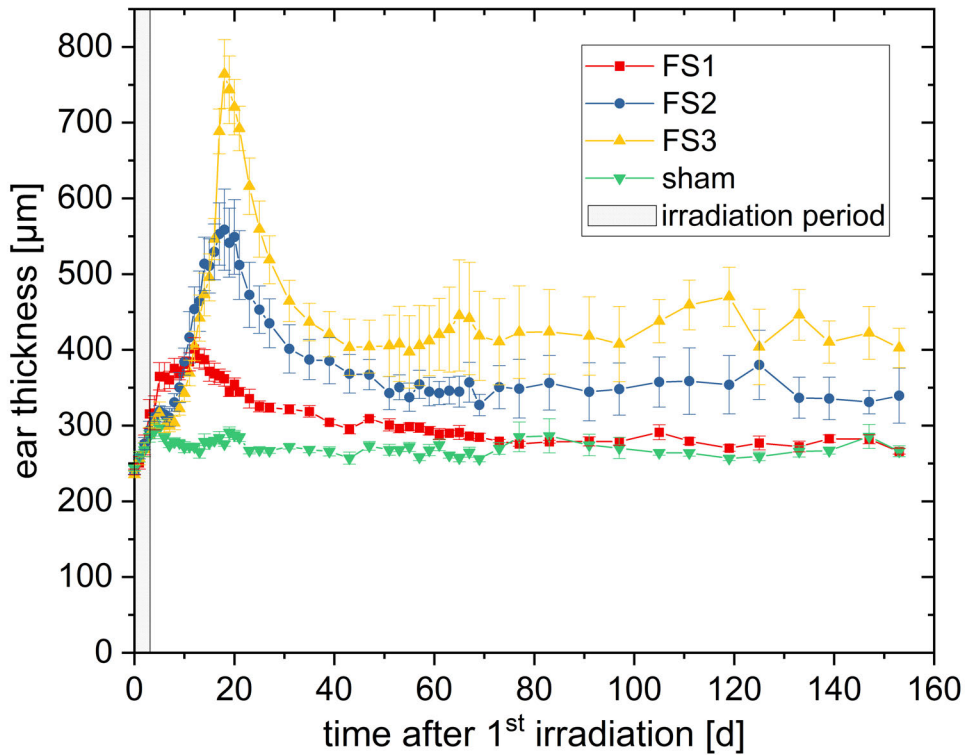 800
700
600
500
400
300
200
100
0
ear thickness [µm]
FS1
FS2
FS3
sham
irradiation period
0 20 40 60 80 100 120 140 160
time after 1st irradiation [d]